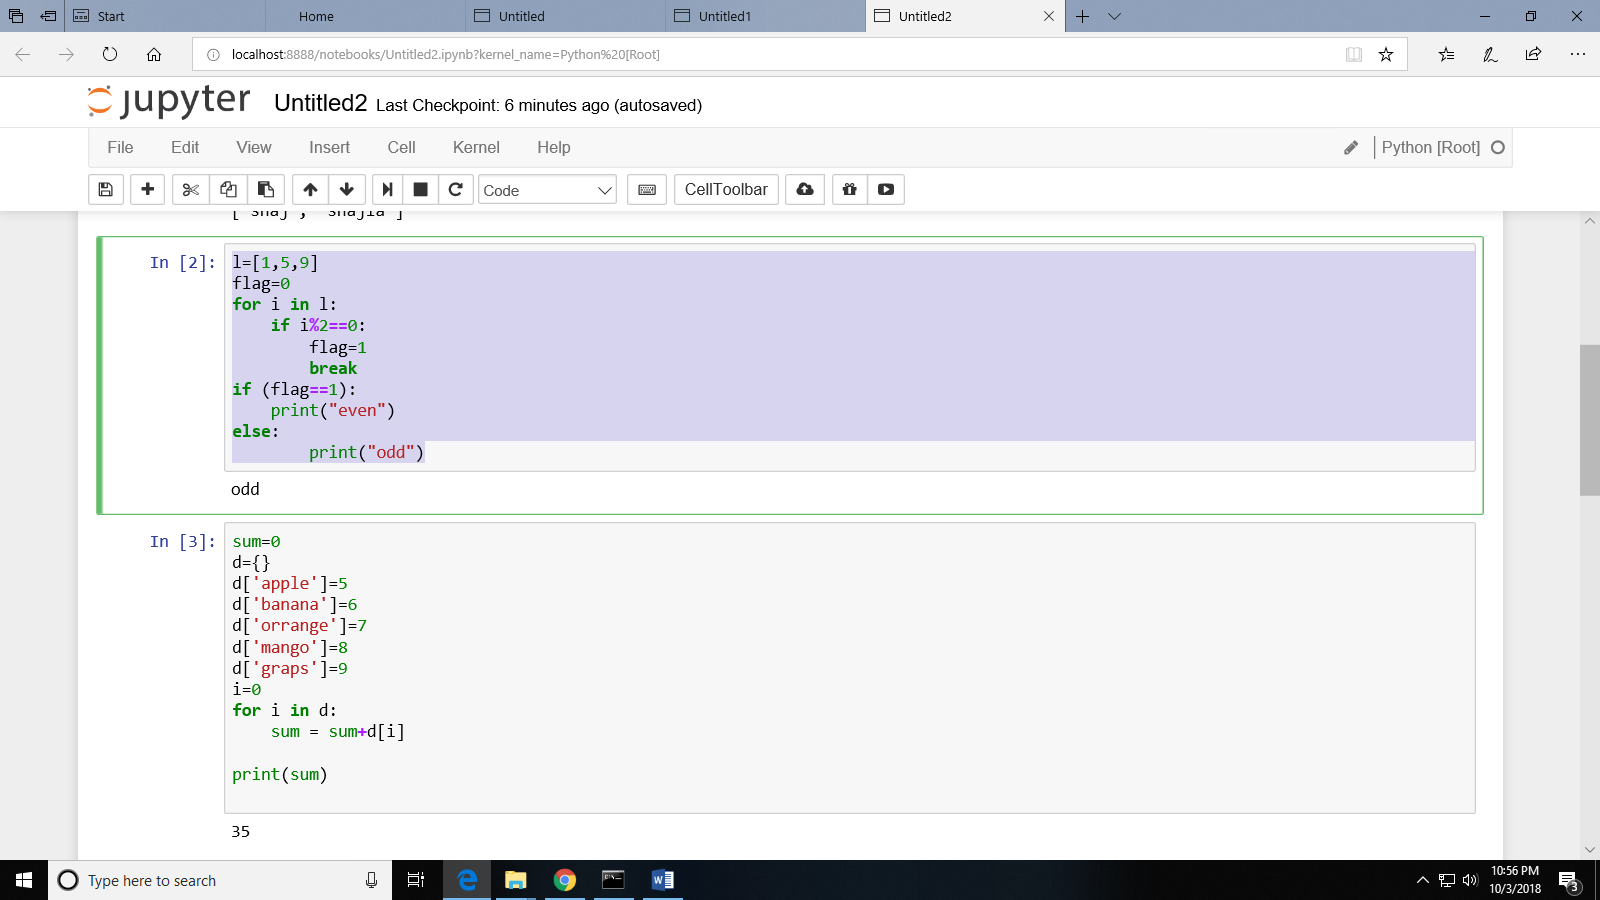 Start
Home
Untitled
Untitled1
Untitled2
localhost:8888/notebooks/Untitled2.ipynb?kernel_name=Python%20[Root]
jupyter Untitled2 Last Checkpoint: 6 minutes ago (autosaved)
File Edit View Insert Cell Kernel Help Python [Root]
Code CellToolbar
['shaj', 'shajla']
In [2]:
l=[1,5,9]
flag=0
for i in l:
    if i%2==0:
        flag=1
        break
if (flag==1):
    print("even")
else:
        print("odd")
odd
In [3]:
sum=0
d={}
d['apple']=5
d['banana']=6
d['orrange']=7
d['mango']=8
d['graps']=9
i=0
for i in d:
    sum = sum+d[i]
print(sum)
35
Type here to search
10:56 PM
10/3/2018
3